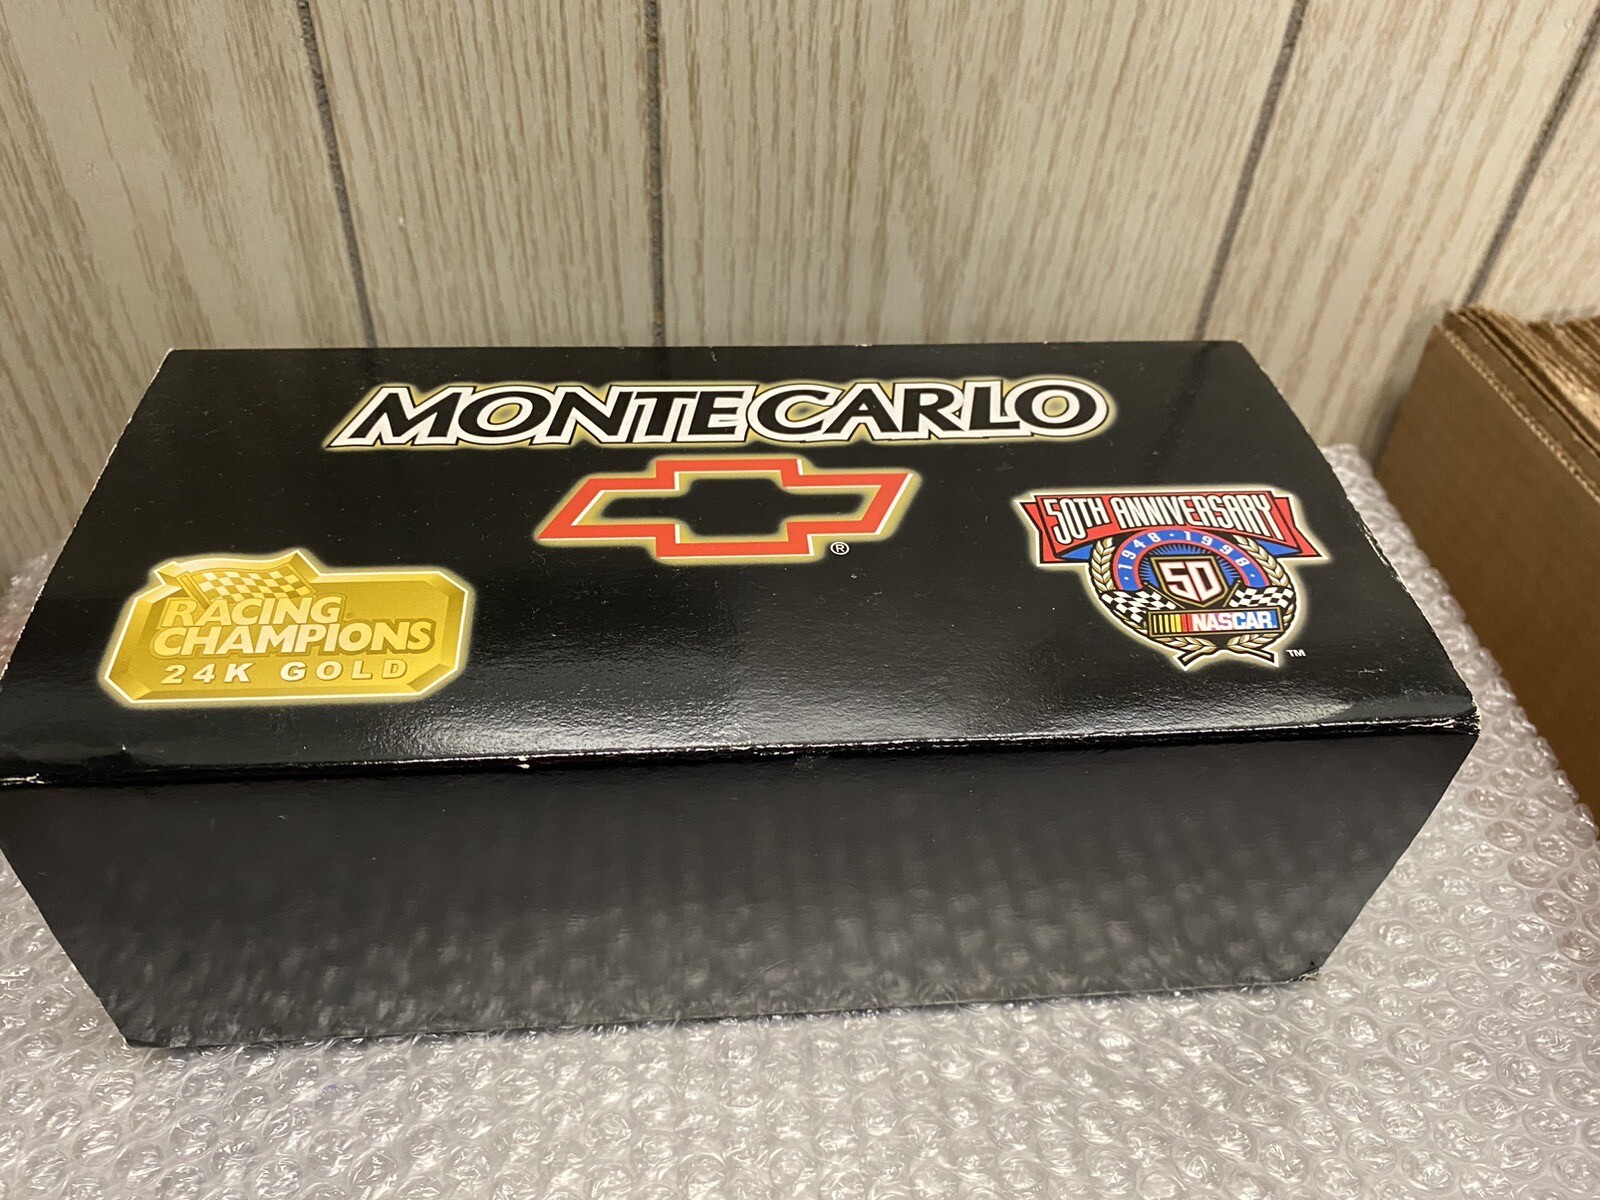 MONTE CARLO
®
50TH ANNIVERSARY
1948 · 1998
50
NASCAR
TM
RACING
CHAMPIONS
24K GOLD